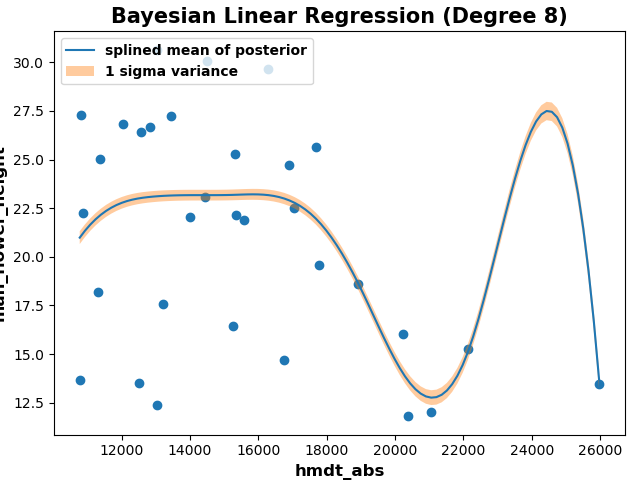 Bayesian Linear Regression (Degree 8)
splined mean of posterior
1 sigma variance
30.0
27.5
25.0
22.5
20.0
17.5
15.0
12.5
12000 14000 16000 18000 20000 22000 24000 26000
hmdt_abs